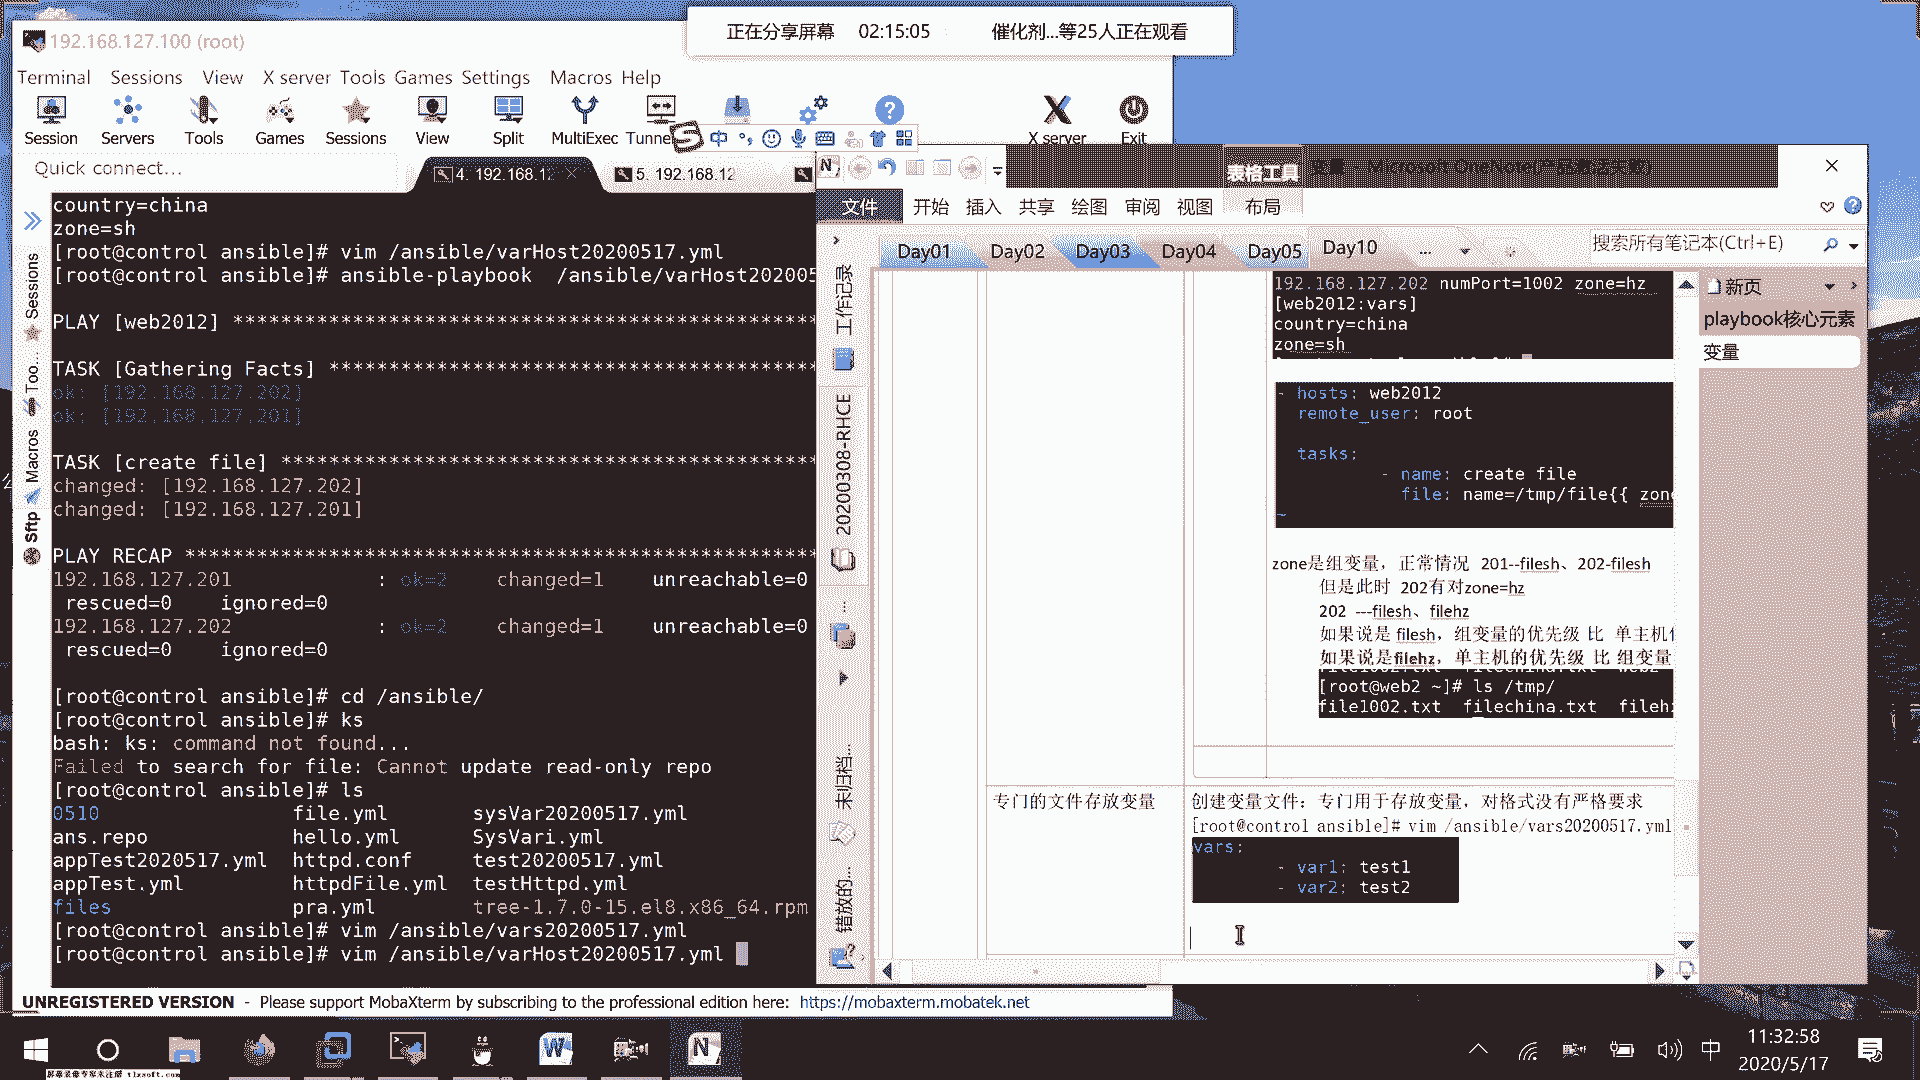 正在分享屏幕 02:15:05 催化剂...等25人正在观看
192.168.127.100 (root)
Terminal Sessions View X server Tools Games Settings Macros Help
Session Servers Tools Games Sessions View Split MultiExec Tunne X server Exit
Quick connect...
4. 192.168.12
5. 192.168.12
Sessions
Too...
Macros
Sftp
country=china
zone=sh
[root@control ansible]# vim /ansible/varHost20200517.yml
[root@control ansible]# ansible-playbook /ansible/varHost202005
PLAY [web2012] **********************************************
TASK [Gathering Facts] **************************************
ok: [192.168.127.202]
ok: [192.168.127.201]
TASK [create file] ******************************************
changed: [192.168.127.202]
changed: [192.168.127.201]
PLAY RECAP **************************************************
192.168.127.201 : ok=2 changed=1 unreachable=0
rescued=0 ignored=0
192.168.127.202 : ok=2 changed=1 unreachable=0
rescued=0 ignored=0
[root@control ansible]# cd /ansible/
[root@control ansible]# ks
bash: ks: command not found...
Failed to search for file: Cannot update read-only repo
[root@control ansible]# ls
0510 file.yml sysVar20200517.yml
ans.repo hello.yml SysVari.yml
appTest2020517.yml httpd.conf test20200517.yml
appTest.yml httpdFile.yml testHttpd.yml
files pra.yml tree-1.7.0-15.el8.x86_64.rpm
[root@control ansible]# vim /ansible/vars20200517.yml
[root@control ansible]# vim /ansible/varHost20200517.yml
UNREGISTERED VERSION - Please support MobaXterm by subscribing to the professional edition here: https://mobaxterm.mobatek.net
表格工具 变量 - Microsoft OneNote(产品激活失败)
文件 开始 插入 共享 绘图 审阅 视图 布局
Day01 Day02 Day03 Day04 Day05 Day10 ...
搜索所有笔记本(Ctrl+E)
工作记录
20200308-RHCE
未归档...
错放的...
新页
playbook核心元素
变量
192.168.127.202 numPort=1002 zone=hz
[web2012:vars]
country=china
zone=sh
- hosts: web2012
remote_user: root
tasks:
- name: create file
file: name=/tmp/file{{ zon
zone是组变量，正常情况 201--filesh、202-filesh
但是此时 202有对zone=hz
202 ---filesh、filehz
如果说是 filesh，组变量的优先级 比 单主机
如果说是filehz，单主机的优先级 比 组变量
[root@web2 ~]# ls /tmp/
file1002.txt filechina.txt fileh
专门的文件存放变量
创建变量文件：专门用于存放变量，对格式没有严格要求
[root@control ansible]# vim /ansible/vars20200517.yml
vars:
- var1: test1
- var2: test2
中
11:32:58
2020/5/17
屏幕录像专家未注册 tlxsoft.com